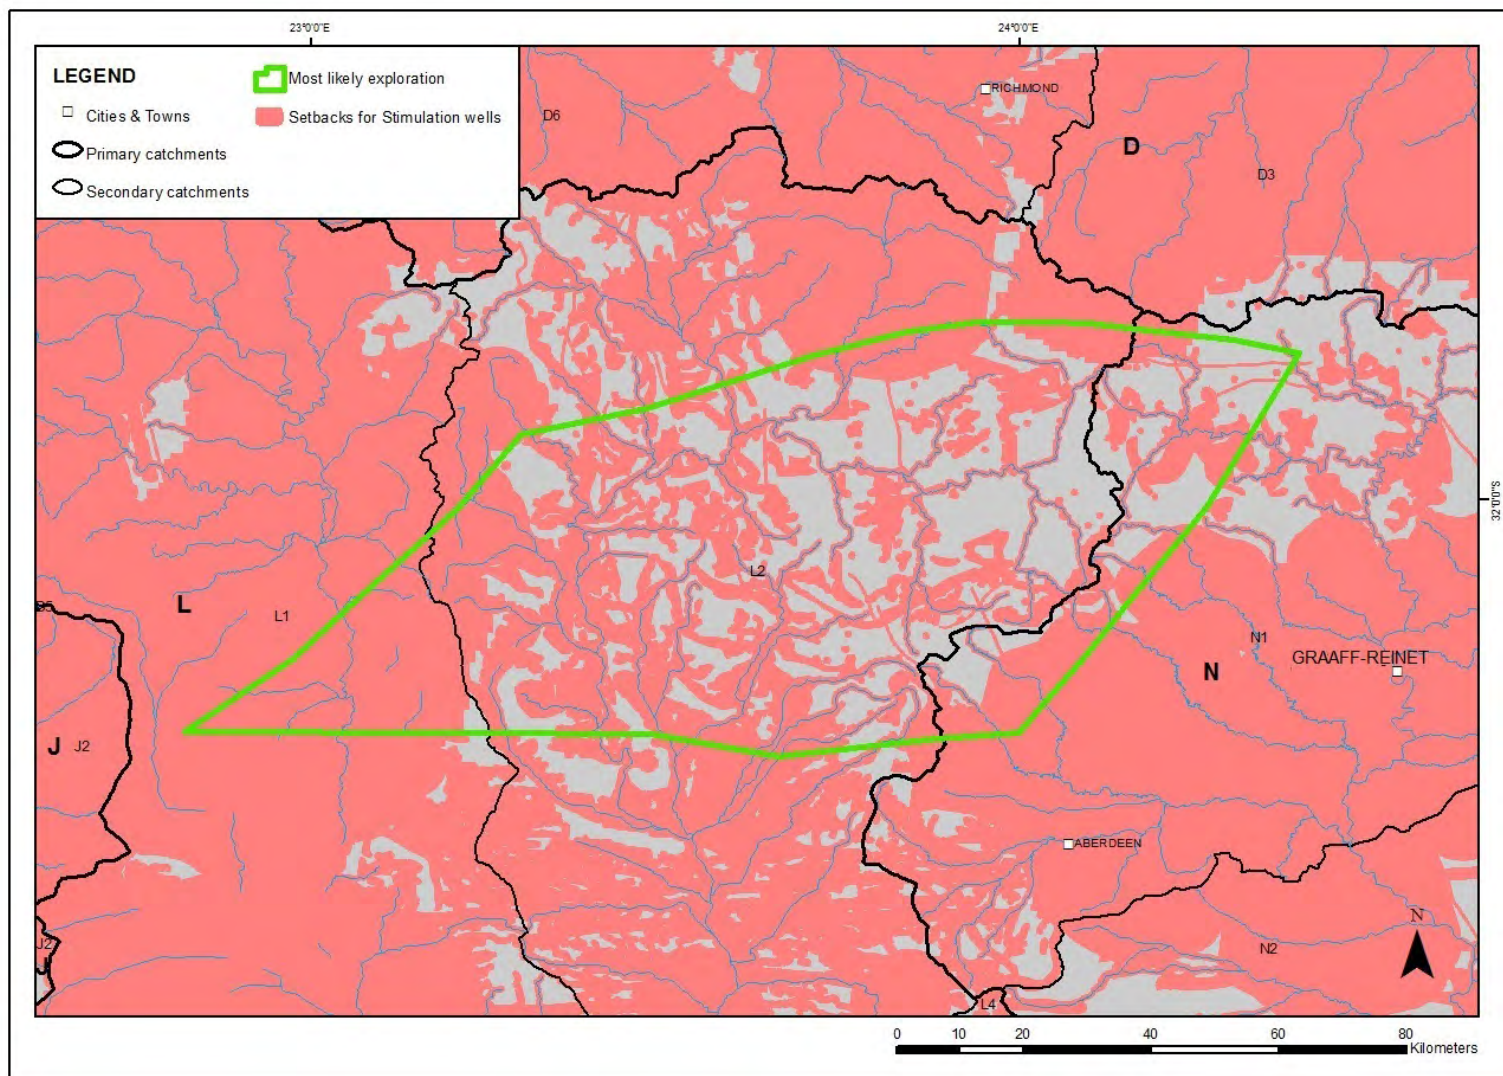 23°0'0"E
24°0'0"E
LEGEND
Most likely exploration
Cities & Towns
Setbacks for Stimulation wells
Primary catchments
Secondary catchments
D6
RICHMOND
D
D3
32°0'0"S
L2
L
L1
N1
GRAAFF-REINET
N
J
J2
ABERDEEN
J2
N2
N
L4
0
10
20
40
60
80
Kilometers